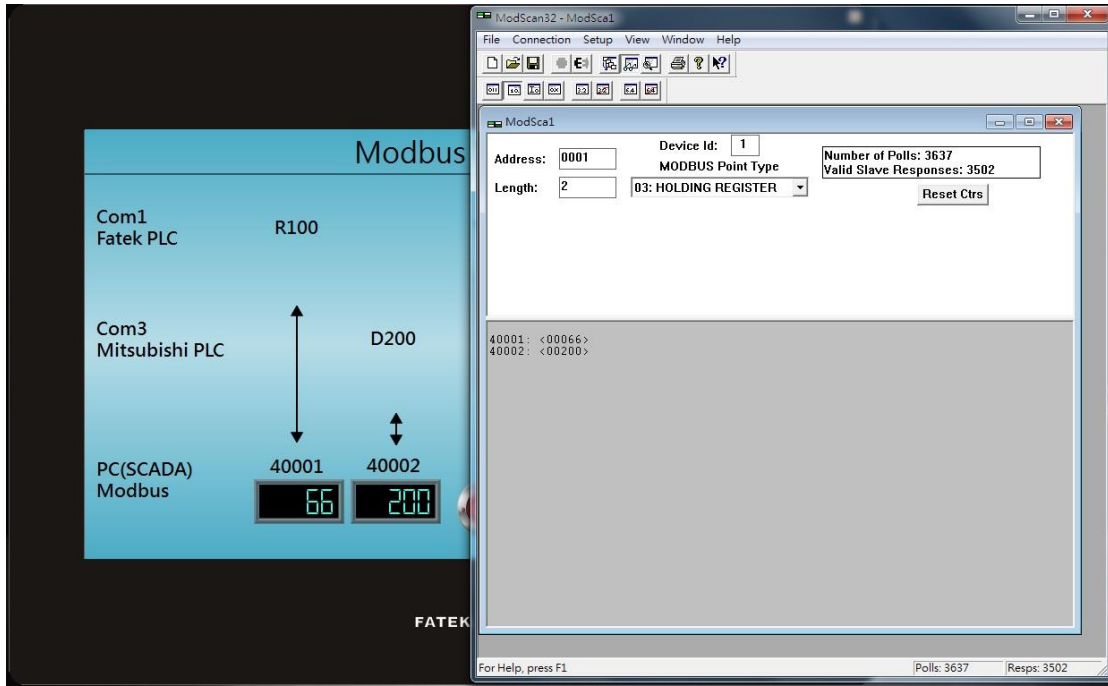 Modbus
Com1
Fatek PLC
R100
Com3
Mitsubishi PLC
D200
PC(SCADA)
Modbus
40001
40002
66
200
FATEK
ModScan32 - ModSca1
File Connection Setup View Window Help
ModSca1
Address: 0001
Device Id: 1
MODBUS Point Type
Length: 2
03: HOLDING REGISTER
Number of Polls: 3637
Valid Slave Responses: 3502
Reset Ctrs
40001: <00066>
40002: <00200>
For Help, press F1
Polls: 3637
Resps: 3502